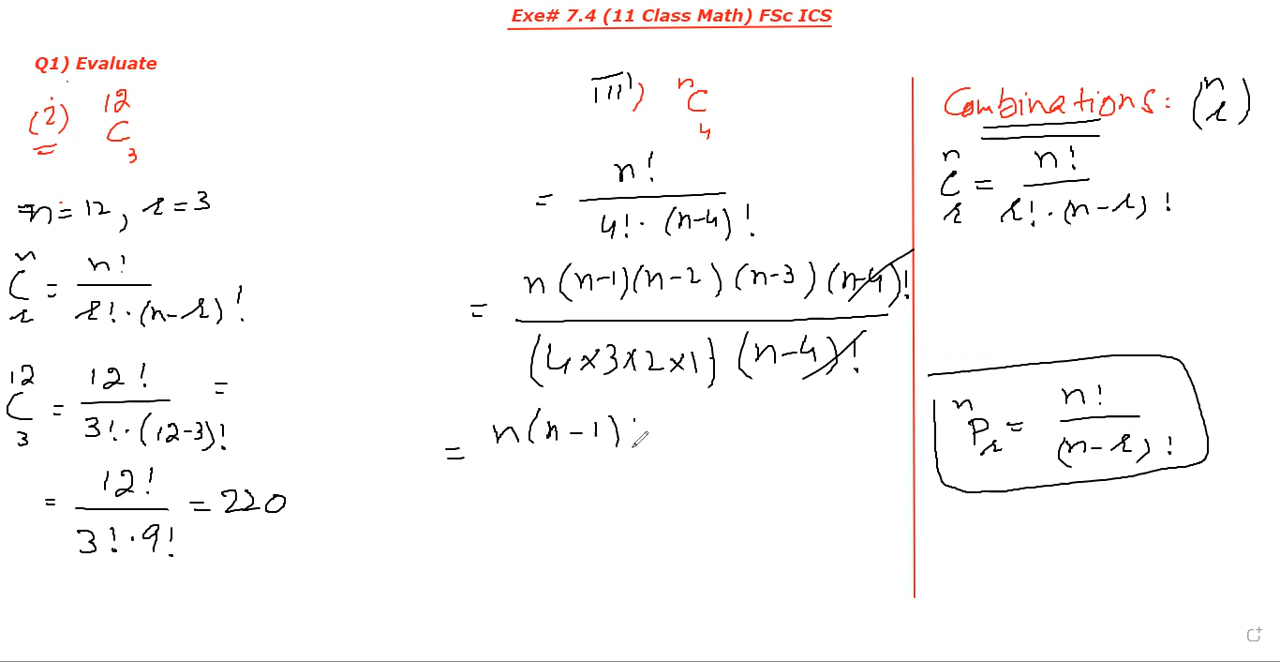 Exe# 7.4 (11 Class Math) FSc ICS
Q1) Evaluate
(i) ¹²C₃
n = 12, r = 3
ⁿCᵣ = n! / r!·(n-r)!
¹²C₃ = 12! / 3!·(12-3)! =
= 12! / 3!·9! = 220
III) ⁿC₄
= n! / 4!·(n-4)!
= n(n-1)(n-2)(n-3)(n-4)! / (4×3×2×1)(n-4)!
= n(n-1)
Combinations: (n r)
ⁿCᵣ = n! / r!·(n-r)!
ⁿPᵣ = n! / (n-r)!